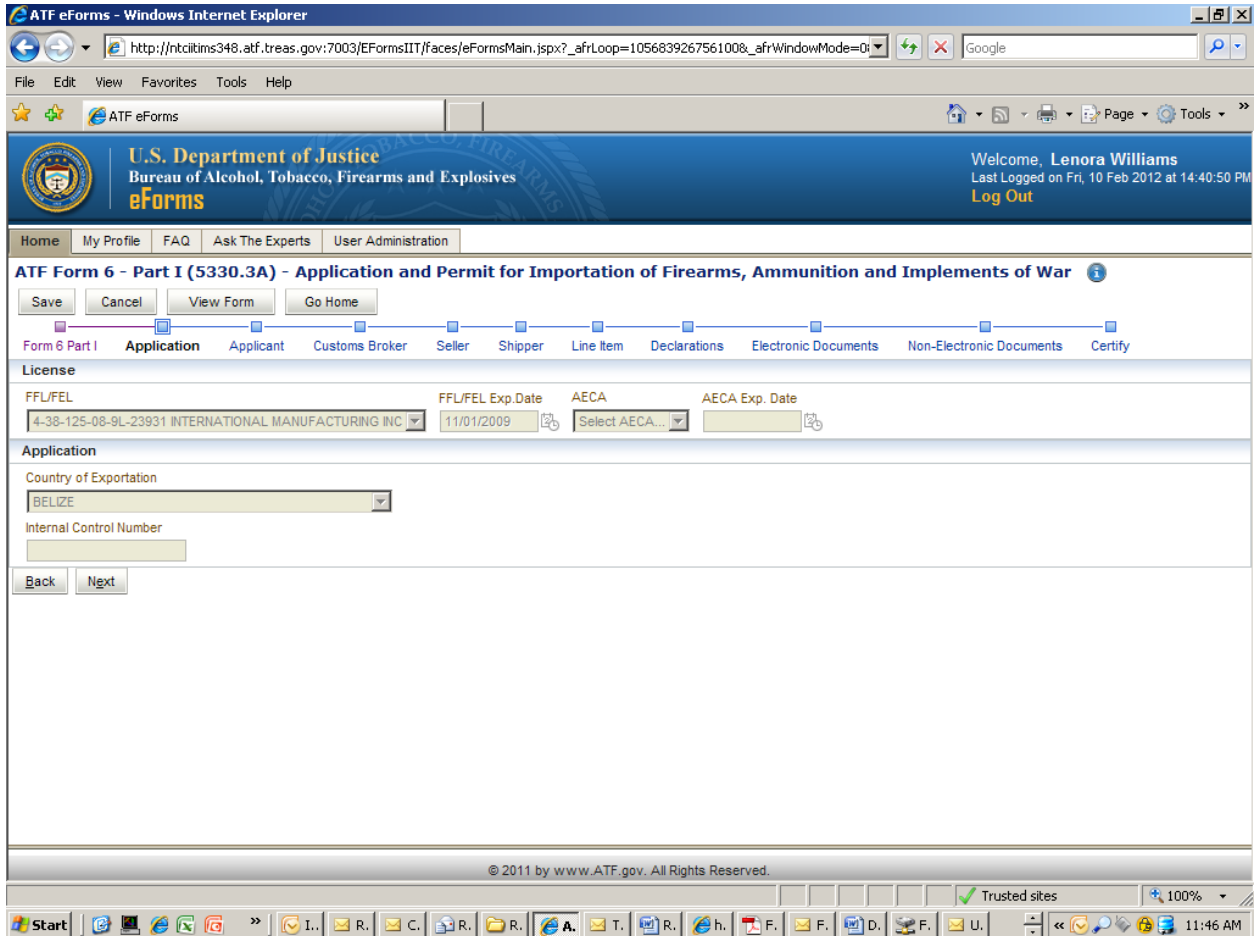 ATF eForms - Windows Internet Explorer
http://ntciitims348.atf.treas.gov:7003/EFormsIIT/faces/eFormsMain.jspx?_afrLoop=105683926756100&_afrWindowMode=0
Google
File Edit View Favorites Tools Help
ATF eForms
Page Tools »
U.S. Department of Justice
Bureau of Alcohol, Tobacco, Firearms and Explosives
eForms
Welcome, Lenora Williams
Last Logged on Fri, 10 Feb 2012 at 14:40:50 PM
Log Out
Home My Profile FAQ Ask The Experts User Administration
ATF Form 6 - Part I (5330.3A) - Application and Permit for Importation of Firearms, Ammunition and Implements of War
Save Cancel View Form Go Home
Form 6 Part I Application Applicant Customs Broker Seller Shipper Line Item Declarations Electronic Documents Non-Electronic Documents Certify
License
FFL/FEL FFL/FEL Exp.Date AECA AECA Exp. Date
4-38-125-08-9L-23931 INTERNATIONAL MANUFACTURING INC 11/01/2009 Select AECA...
Application
Country of Exportation
BELIZE
Internal Control Number
Back Next
© 2011 by www.ATF.gov. All Rights Reserved.
Trusted sites 100%
Start » I.. R. C. R. R. A. T. R. h. F. F. D. F. U. « 11:46 AM